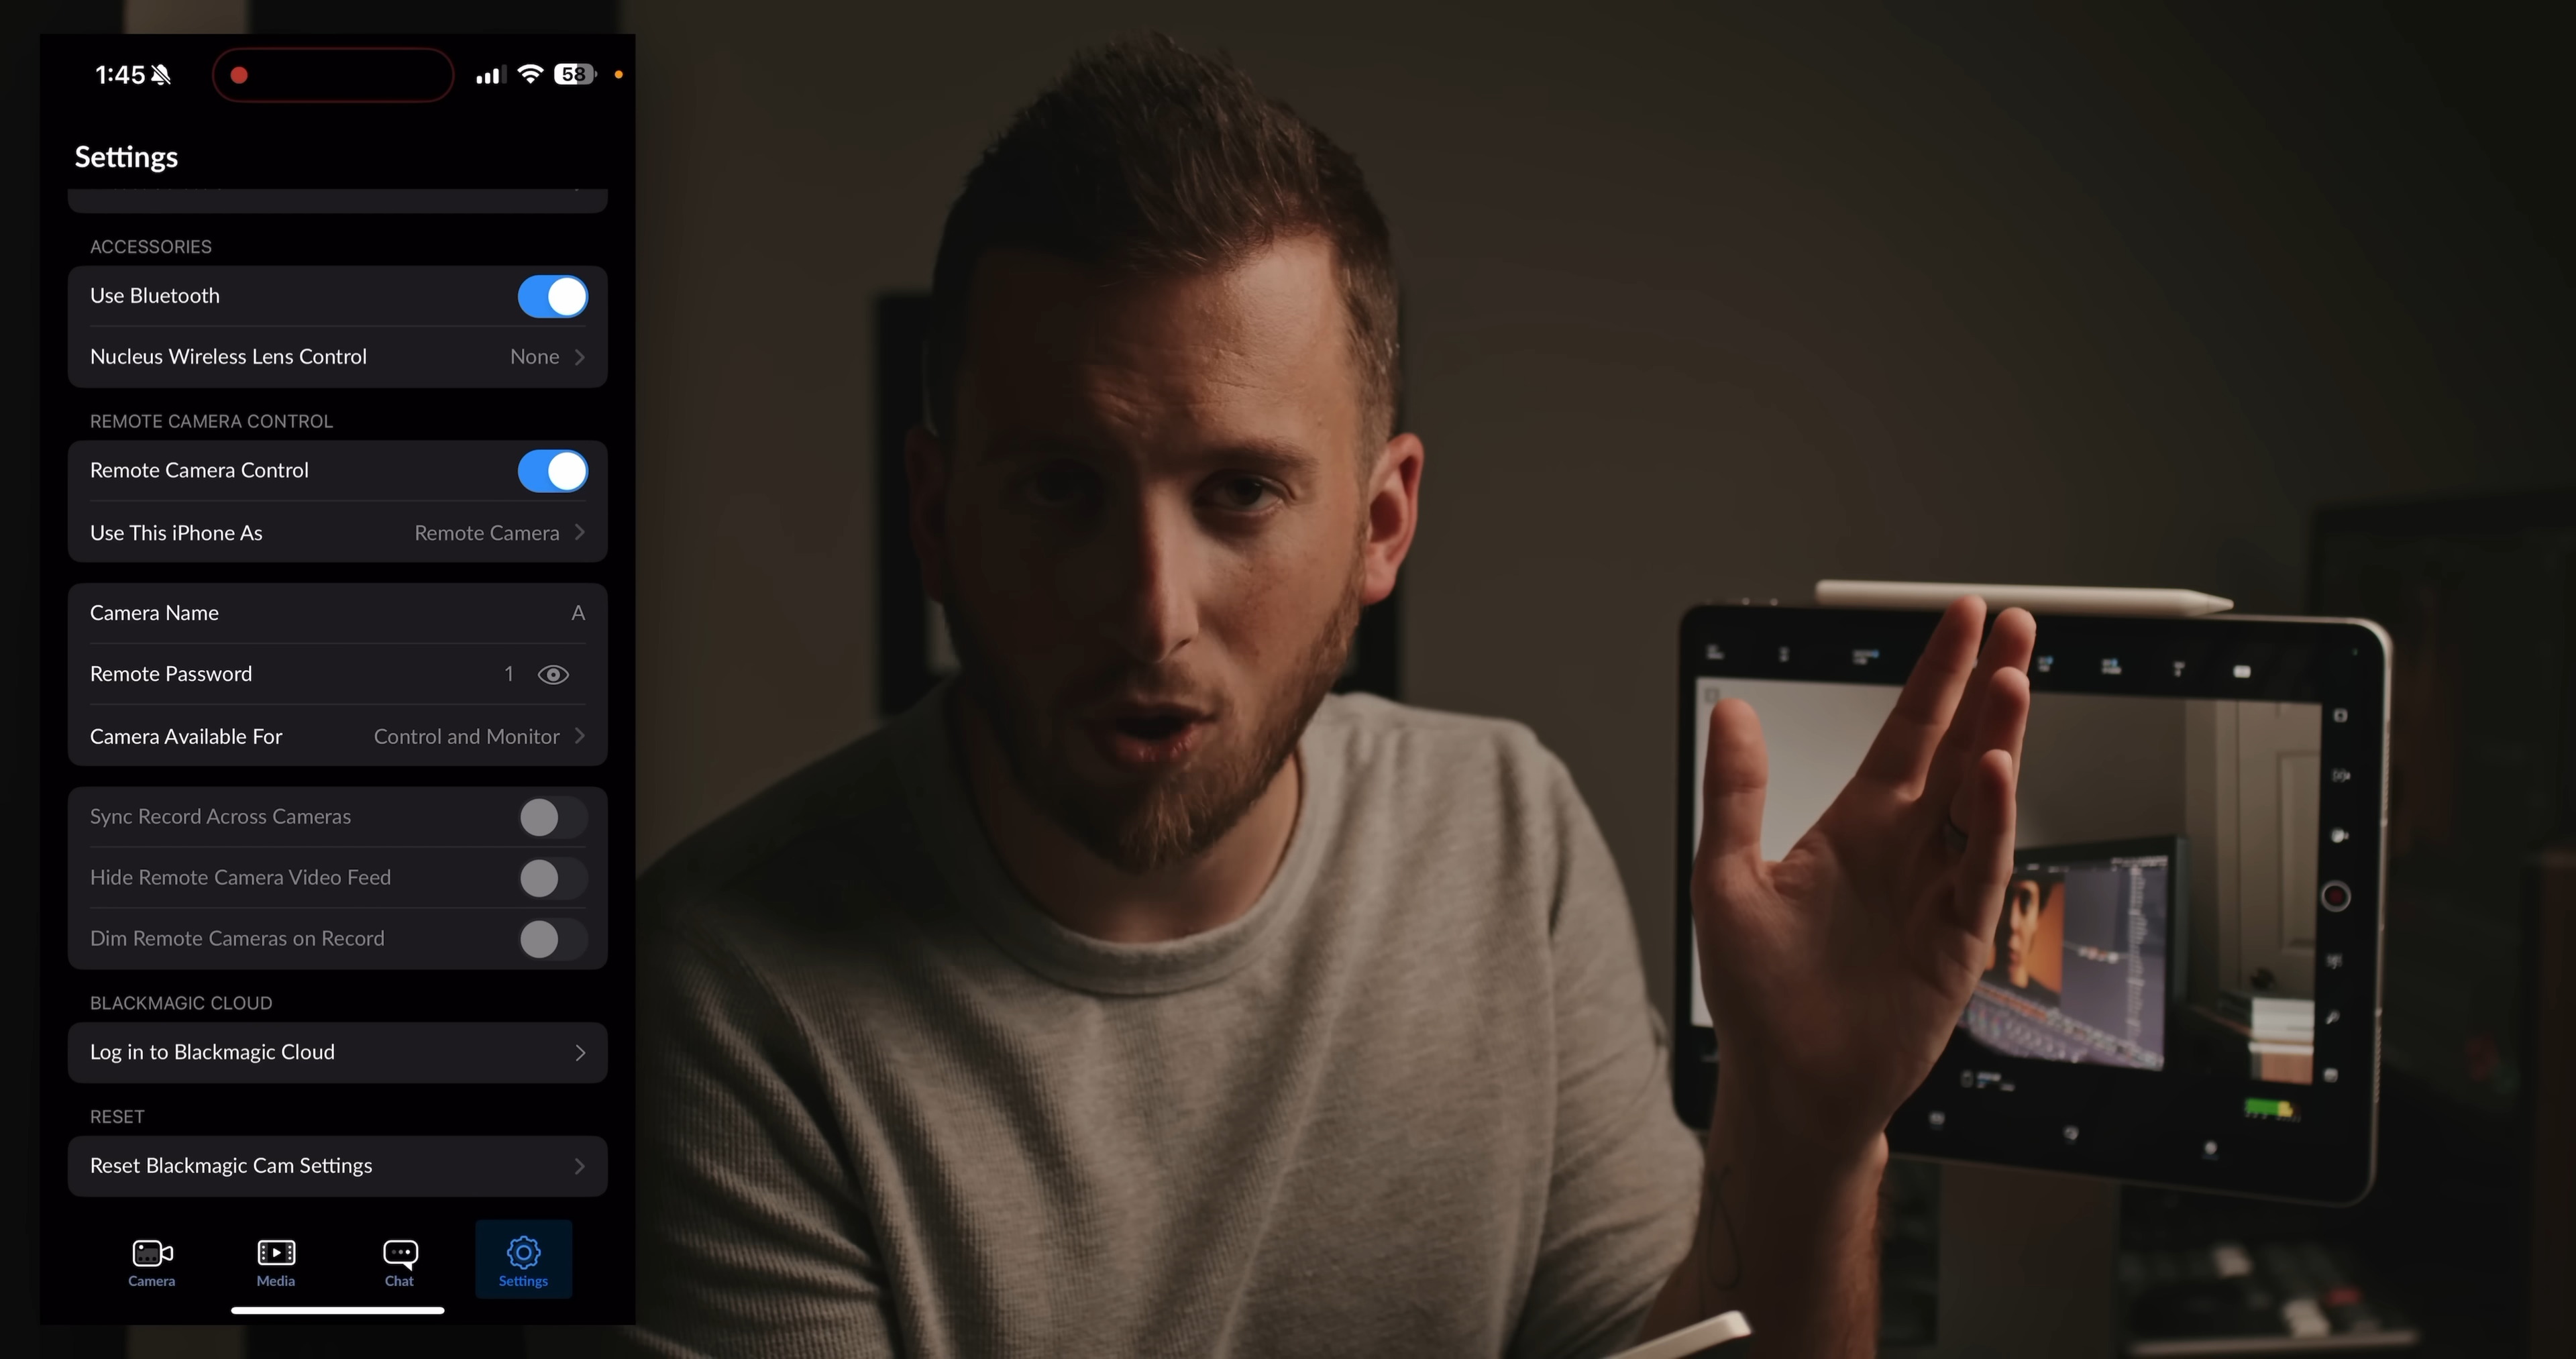 1:45 58
Settings
ACCESSORIES
Use Bluetooth
Nucleus Wireless Lens Control None
REMOTE CAMERA CONTROL
Remote Camera Control
Use This iPhone As Remote Camera
Camera Name A
Remote Password 1
Camera Available For Control and Monitor
Sync Record Across Cameras
Hide Remote Camera Video Feed
Dim Remote Cameras on Record
BLACKMAGIC CLOUD
Log in to Blackmagic Cloud
RESET
Reset Blackmagic Cam Settings
Camera Media Chat Settings